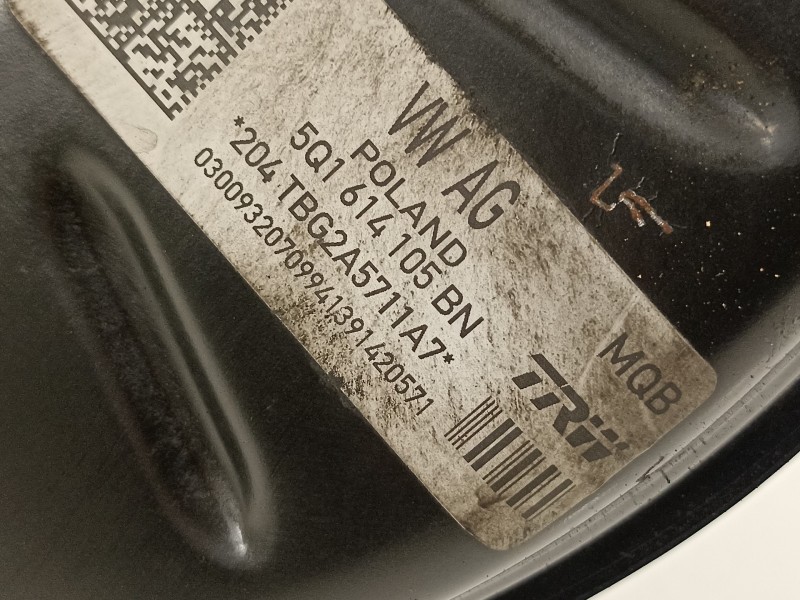 VW AG
POLAND
5Q1 614 105 BN
*204 TBG2A5711A7*
03009320709941391420571
MQB
TRW